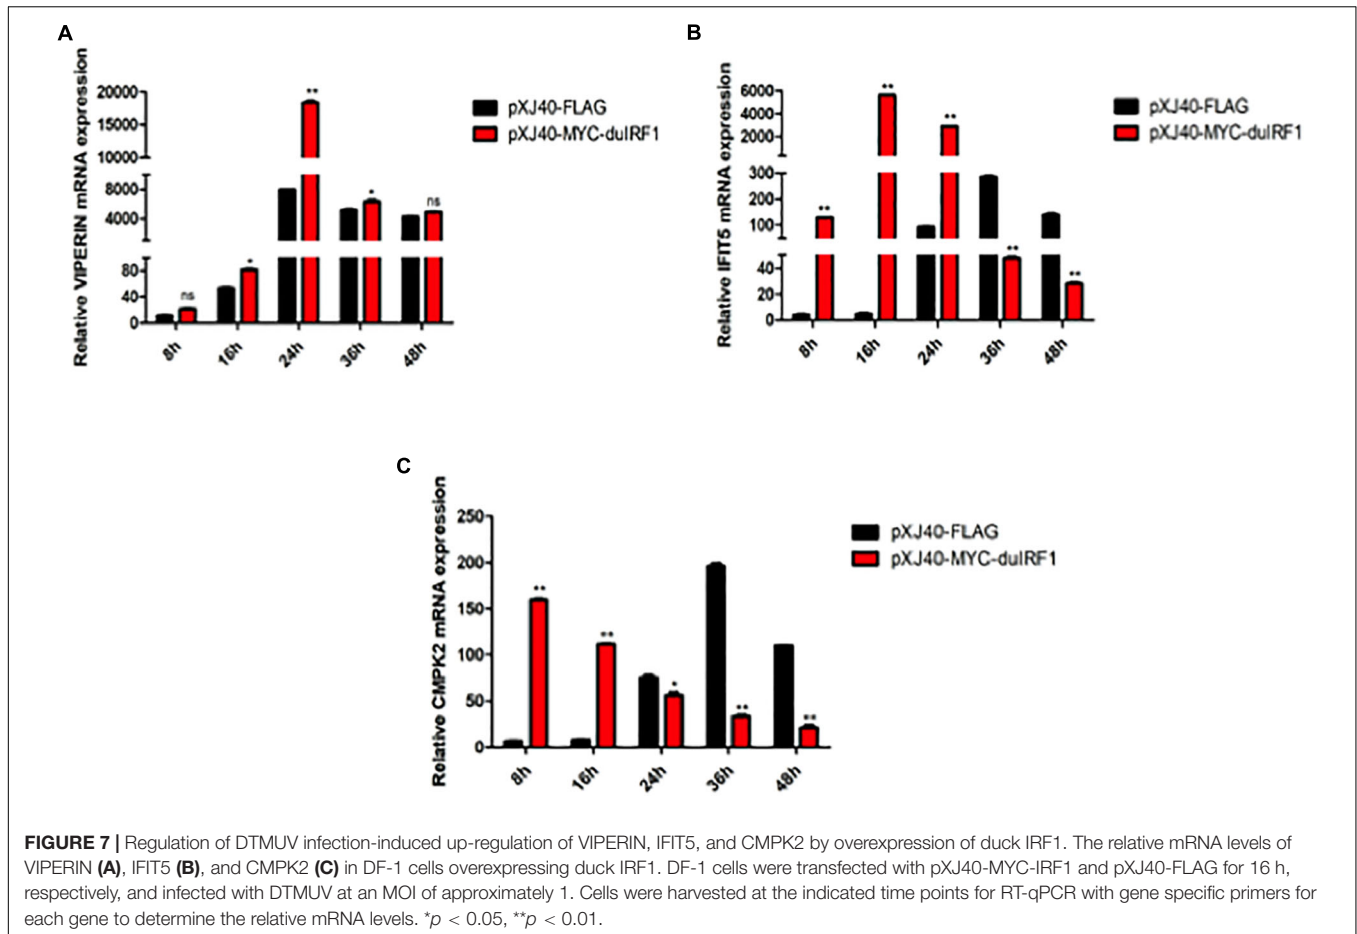 A
Relative VIPERIN mRNA expression
20000
15000
10000
8000
4000
80
40
0
**
*
ns
*
ns
8h
16h
24h
36h
48h
pXJ40-FLAG
pXJ40-MYC-duIRF1
B
Relative IFIT5 mRNA expression
6000
4000
2000
300
200
100
40
20
0
**
**
**
**
**
8h
16h
24h
36h
48h
pXJ40-FLAG
pXJ40-MYC-duIRF1
C
Relative CMPK2 mRNA expression
250
200
150
100
50
0
**
**
*
**
**
8h
16h
24h
36h
48h
pXJ40-FLAG
pXJ40-MYC-duIRF1
FIGURE 7 | Regulation of DTMUV infection-induced up-regulation of VIPERIN, IFIT5, and CMPK2 by overexpression of duck IRF1. The relative mRNA levels of
VIPERIN (A), IFIT5 (B), and CMPK2 (C) in DF-1 cells overexpressing duck IRF1. DF-1 cells were transfected with pXJ40-MYC-IRF1 and pXJ40-FLAG for 16 h,
respectively, and infected with DTMUV at an MOI of approximately 1. Cells were harvested at the indicated time points for RT-qPCR with gene specific primers for
each gene to determine the relative mRNA levels. *p < 0.05, **p < 0.01.